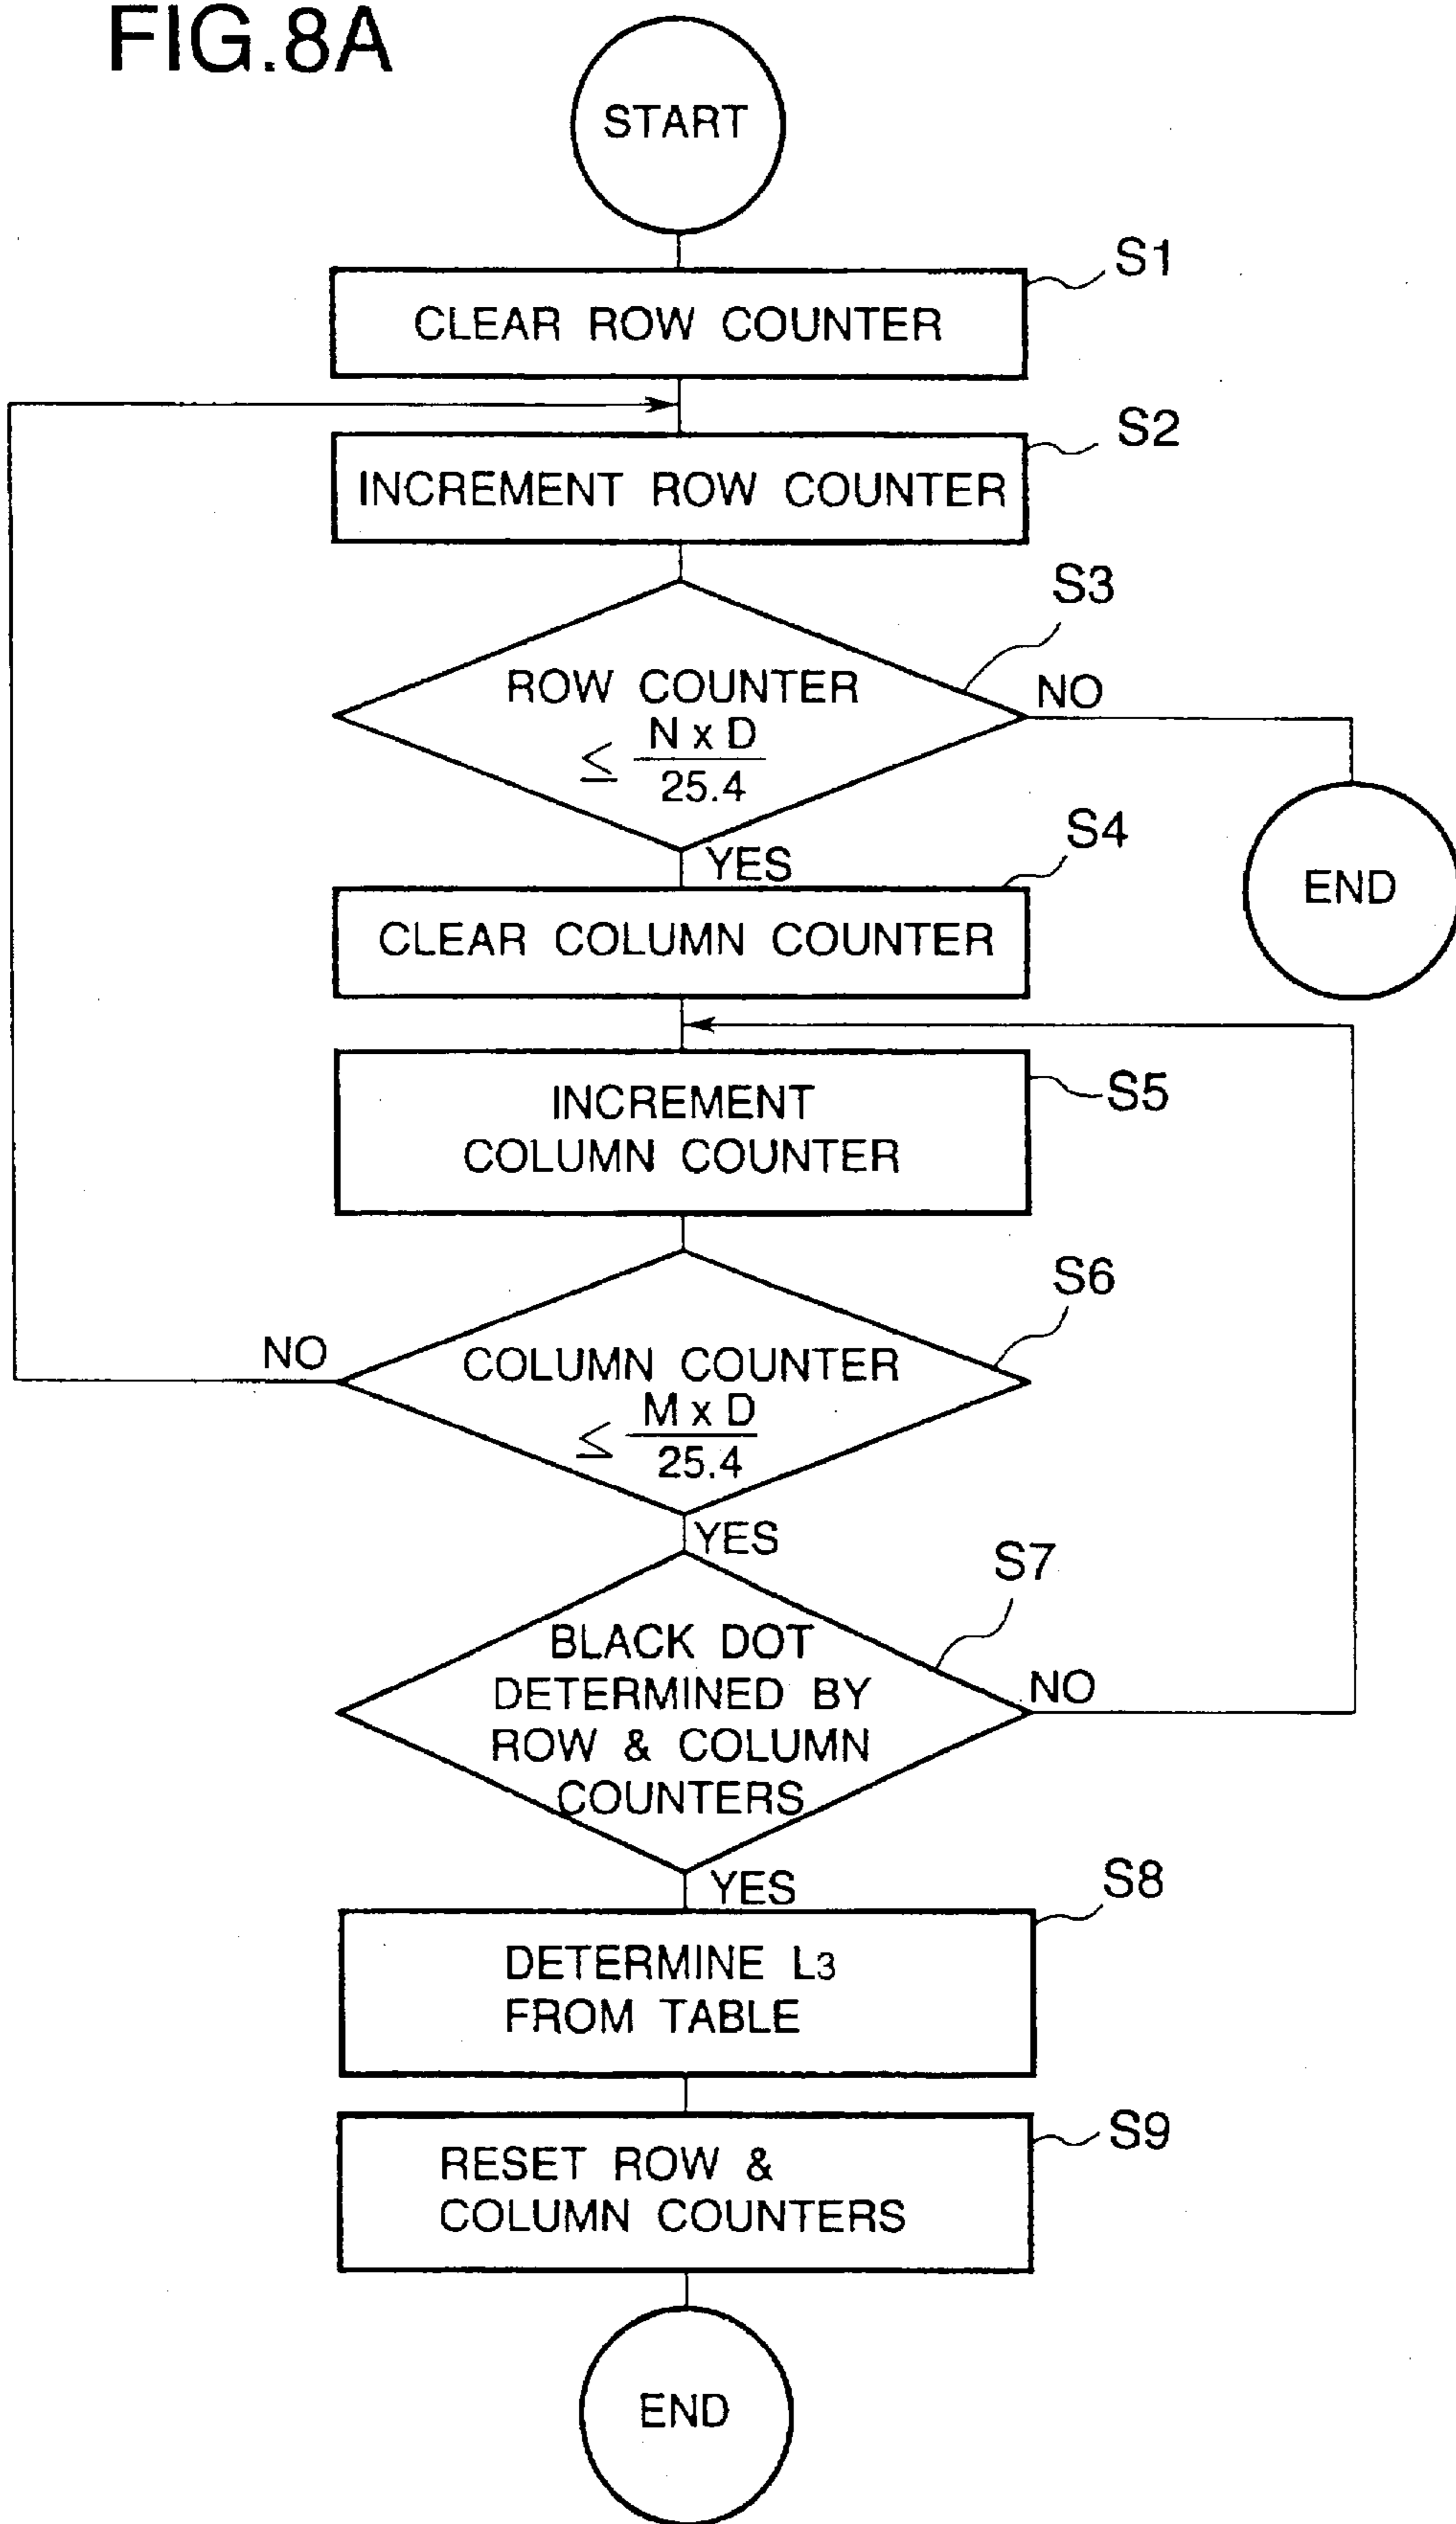 FIG.8A
START
S1
CLEAR ROW COUNTER
S2
INCREMENT ROW COUNTER
S3
ROW COUNTER
≤ N x D
25.4
NO
YES
END
S4
CLEAR COLUMN COUNTER
S5
INCREMENT
COLUMN COUNTER
S6
NO
COLUMN COUNTER
≤ M x D
25.4
YES
S7
BLACK DOT
DETERMINED BY
ROW & COLUMN
COUNTERS
NO
YES
S8
DETERMINE L3
FROM TABLE
S9
RESET ROW &
COLUMN COUNTERS
END